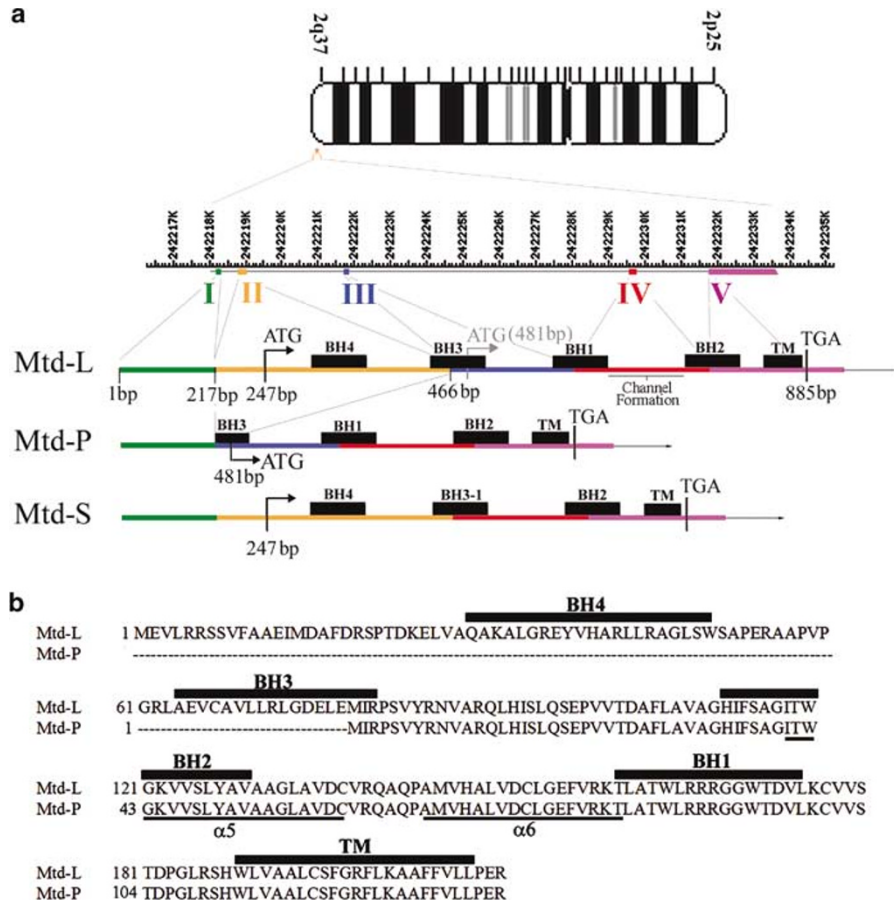 a
2q37 2p25
242217K 242218K 242219K 242220K 242221K 242222K 242223K 242224K 242225K 242226K 242227K 242228K 242229K 242230K 242231K 242232K 242233K 242234K 242235K
I II III IV V
ATG BH4 BH3 ATG(481bp) BH1 BH2 TM TGA
Mtd-L
1bp 217bp 247bp 466bp Channel Formation 885bp
BH3 BH1 BH2 TM TGA
Mtd-P
481bp ATG
BH4 BH3-1 BH2 TM TGA
Mtd-S
247bp
b
BH4
Mtd-L 1 MEVLRRSSVFAAEIMDAFDRSPTDKELVAQAKALGREYVHARLLRAGLSWSAPERAAPVP
Mtd-P ------------------------------------------------------------
BH3
Mtd-L 61 GRLAEVCAVLLRLGDELEMIRPSVYRNVARQLHISLQSEPVVTDAFLAVAGHIFSAGITW
Mtd-P 1 ------------------MIRPSVYRNVARQLHISLQSEPVVTDAFLAVAGHIFSAGITW
BH2 BH1
Mtd-L 121 GKVVSLYAVAAGLAVDCVRQAQPAMVHALVDCLGEFVRKTLATWLRRRGGWTDVLKCVVS
Mtd-P 43 GKVVSLYAVAAGLAVDCVRQAQPAMVHALVDCLGEFVRKTLATWLRRRGGWTDVLKCVVS
α5 α6
TM
Mtd-L 181 TDPGLRSHWLVAALCSFGRFLKAAFFVLLPER
Mtd-P 104 TDPGLRSHWLVAALCSFGRFLKAAFFVLLPER